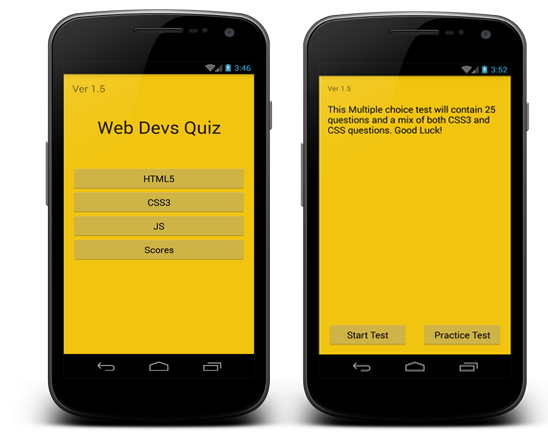 3:46
Ver 1.5
Web Devs Quiz
HTML5
CSS3
JS
Scores
3:52
Ver 1.5
This Multiple choice test will contain 25
questions and a mix of both CSS3 and
CSS questions. Good Luck!
Start Test
Practice Test